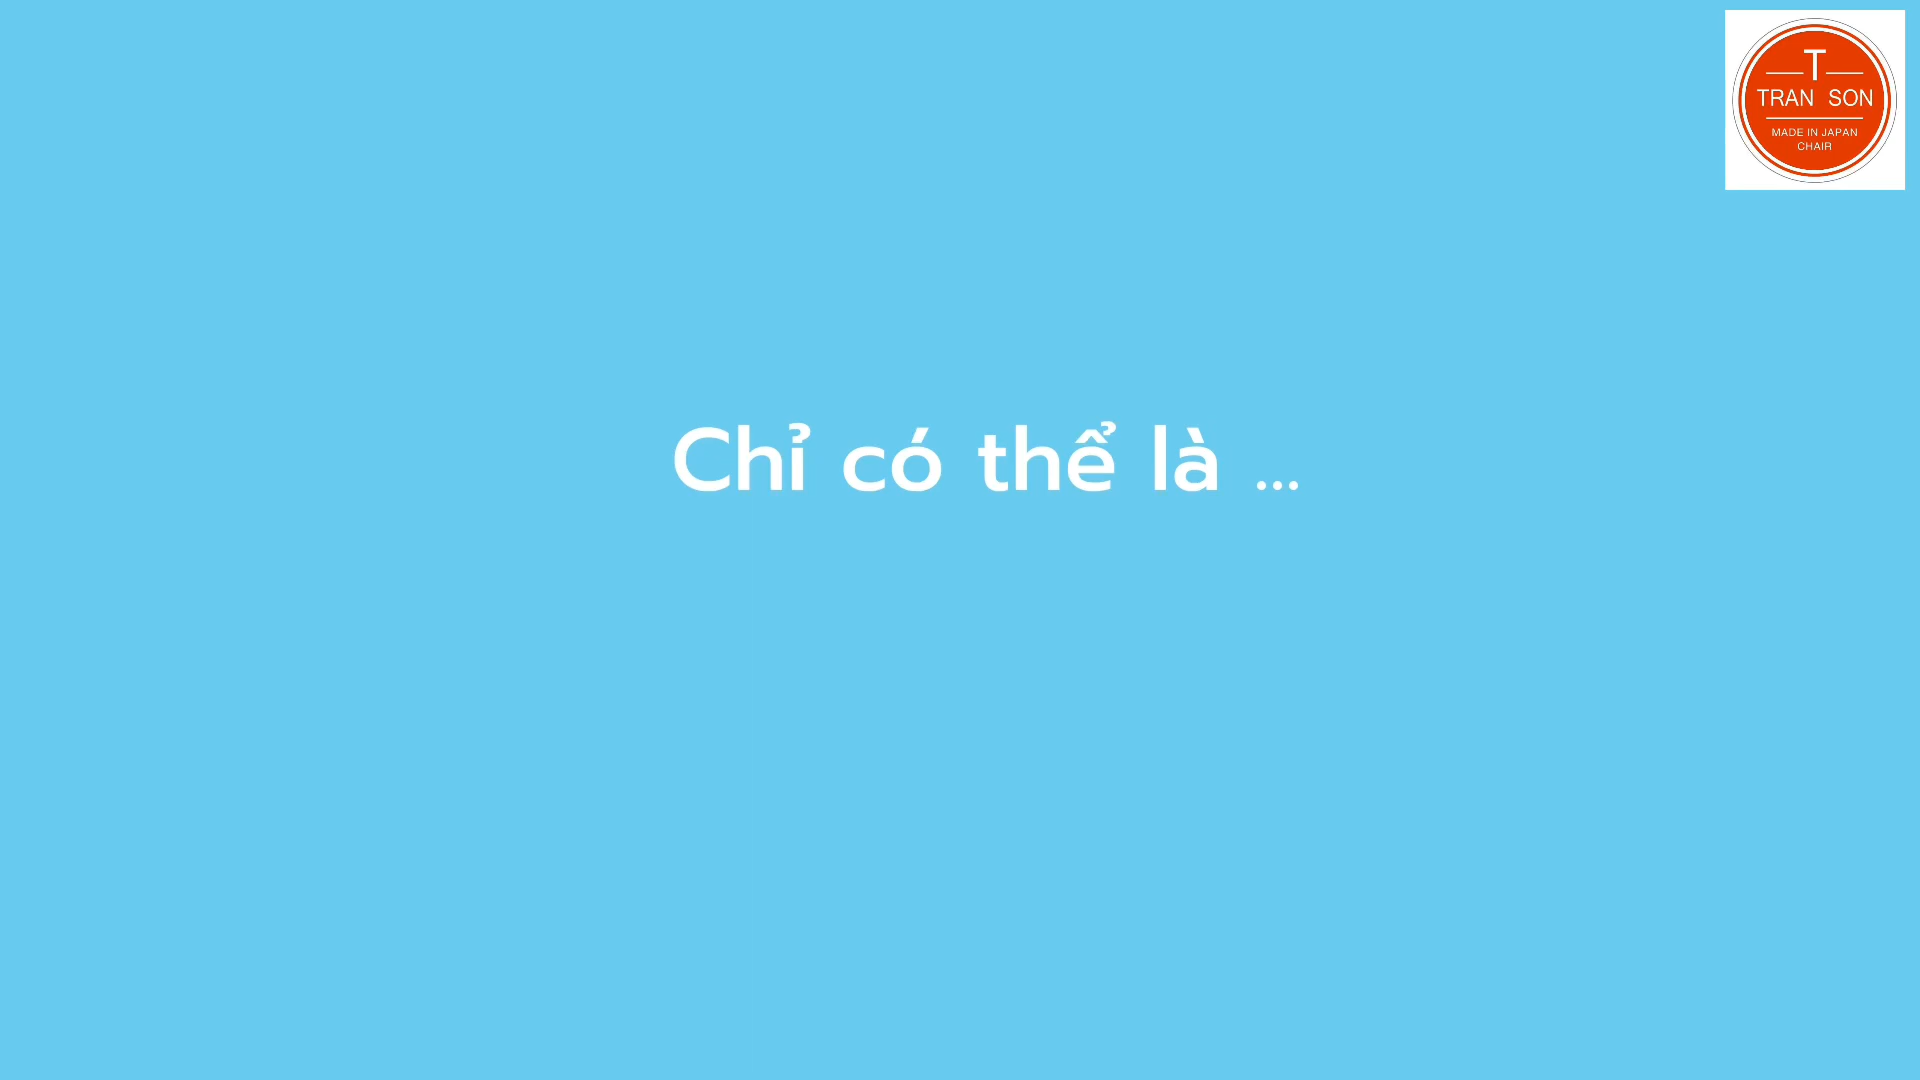 T
TRAN SON
MADE IN JAPAN
CHAIR
Chỉ có thể là ...